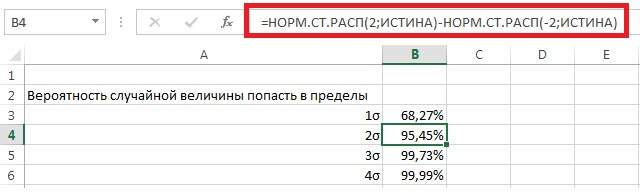 B4 fx =НОРМ.СТ.РАСП(2;ИСТИНА)-НОРМ.СТ.РАСП(-2;ИСТИНА)
A B C D E
1
2 Вероятность случайной величины попасть в пределы
3 1σ 68,27%
4 2σ 95,45%
5 3σ 99,73%
6 4σ 99,99%